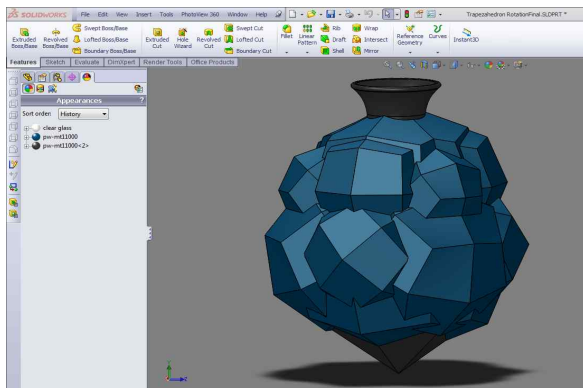 SOLIDWORKS File Edit View Insert Tools PhotoView 360 Window Help Trapezahedron RotationFinal.SLDPRT *
Extruded Boss/Base
Revolved Boss/Base
Swept Boss/Base
Lofted Boss/Base
Boundary Boss/Base
Extruded Cut
Hole Wizard
Revolved Cut
Swept Cut
Lofted Cut
Boundary Cut
Fillet
Linear Pattern
Rib
Draft
Shell
Wrap
Intersect
Mirror
Reference Geometry
Curves
Instant3D
Features Sketch Evaluate DimXpert Render Tools Office Products
Appearances ?
Sort order: History
clear glass
pw-mt11000
pw-mt11000<2>